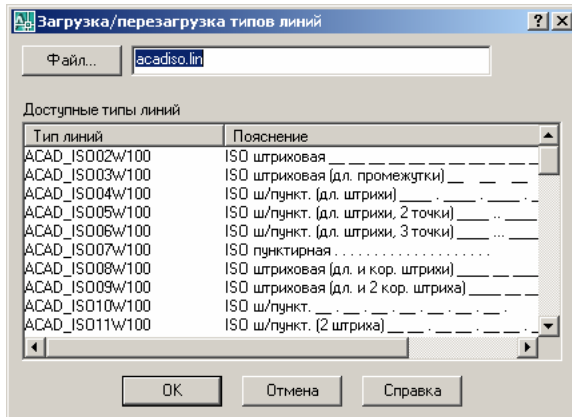 Загрузка/перезагрузка типов линий
Файл... acadiso.lin
Доступные типы линий
Тип линий Пояснение
ACAD_ISO02W100 ISO штриховая __ __ __ __ __ __ __ __ __ __
ACAD_ISO03W100 ISO штриховая (дл. промежутки) __ __ __
ACAD_ISO04W100 ISO ш/пункт. (дл. штрихи) ____ . ____ . ____ . _
ACAD_ISO05W100 ISO ш/пункт. (дл. штрихи, 2 точки) ____ .. ____
ACAD_ISO06W100 ISO ш/пункт. (дл. штрихи, 3 точки) ____ ... ____
ACAD_ISO07W100 ISO пунктирная . . . . . . . . . . . . . . . . . . . .
ACAD_ISO08W100 ISO штриховая (дл. и кор. штрихи) ____ __ __
ACAD_ISO09W100 ISO штриховая (дл. и 2 кор. штриха) ____ __
ACAD_ISO10W100 ISO ш/пункт. __ . __ . __ . __ . __ . __ .
ACAD_ISO11W100 ISO ш/пункт. (2 штриха) __ __ . __ __ . __ __ . _
OK Отмена Справка